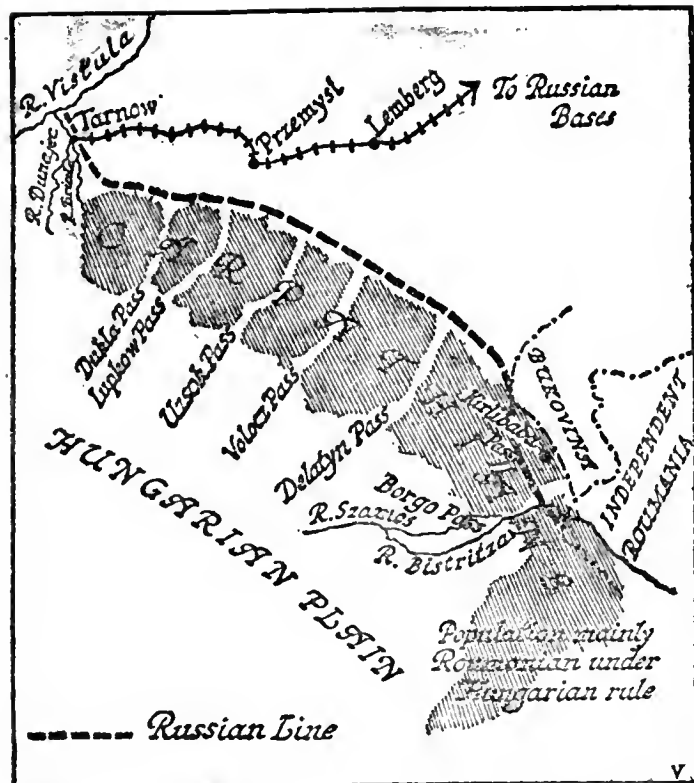 R. Vistula
Tarnow
Przemysl
Lemberg
To Russian
Bases
R. Dunajec
CARPATHIANS
Dukla Pass
Lupkow Pass
Uzsok Pass
Volocz Pass
Delatyn Pass
Kirlibaba
Pass
BUKOVINA
INDEPENDENT
ROUMANIA
Borgo Pass
R. Szamos
R. Bistritza
HUNGARIAN PLAIN
Population mainly
Roumanian under
Hungarian rule
Russian Line
V